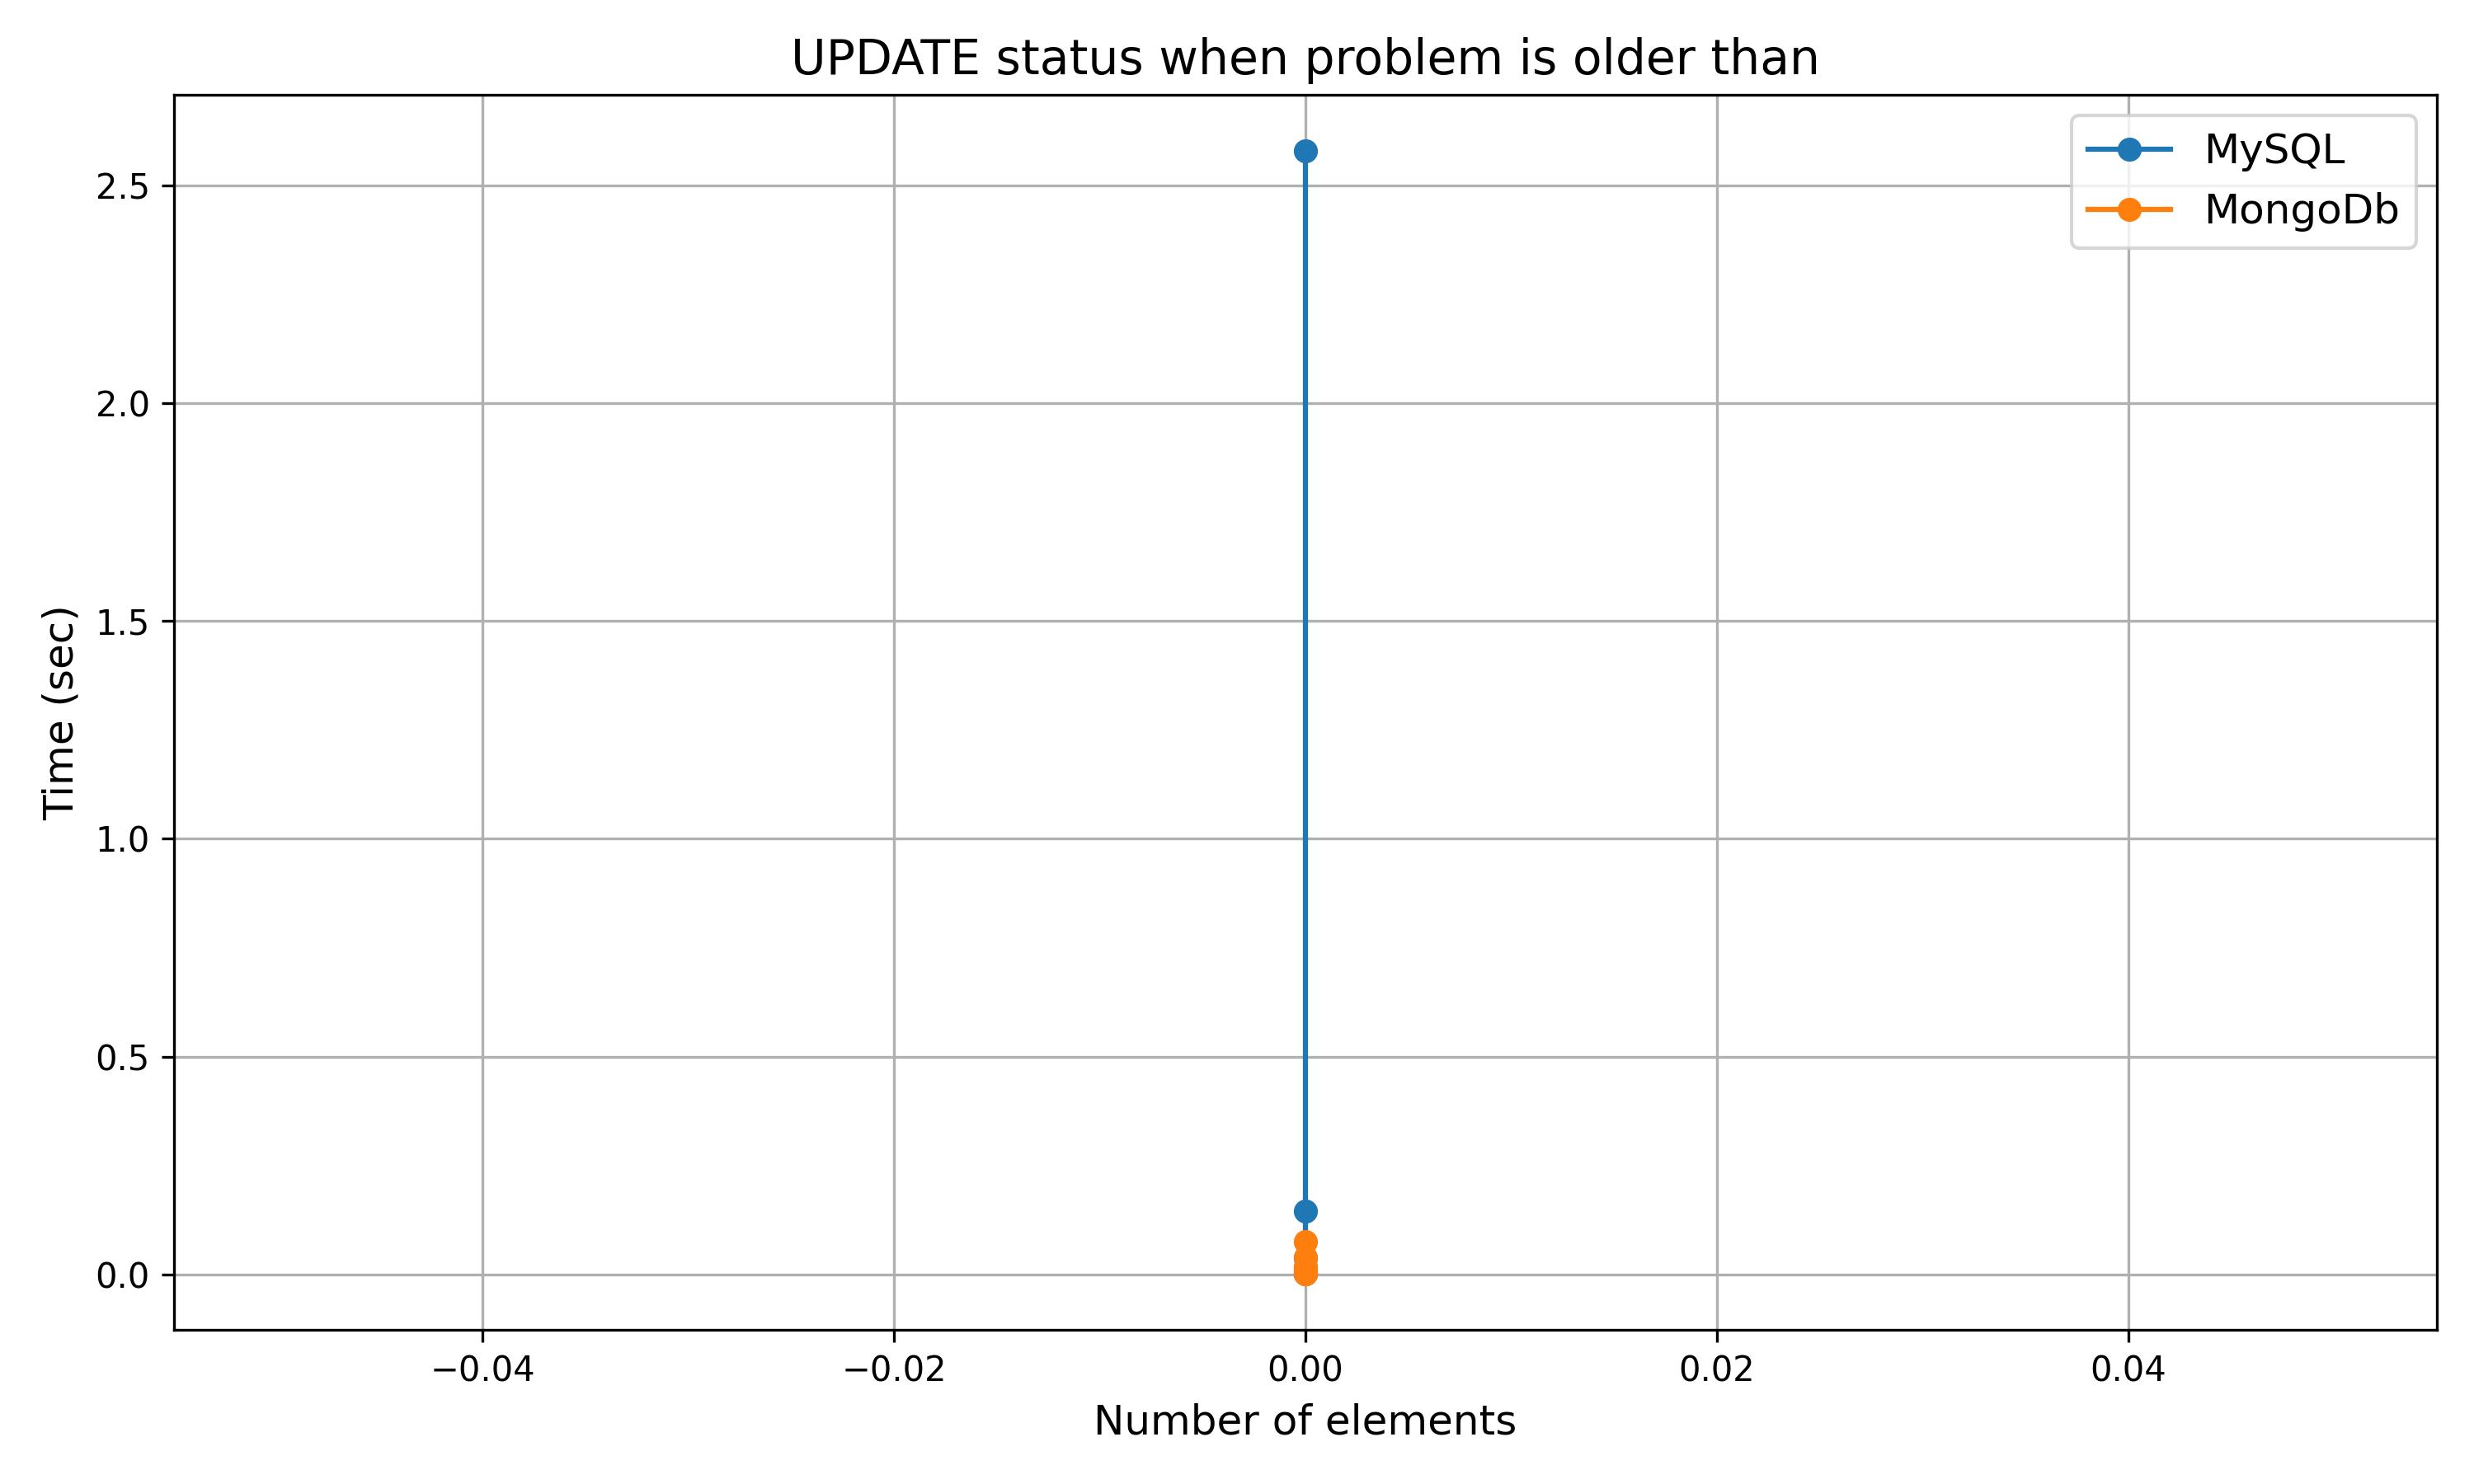 UPDATE status when problem is older than
MySQL
MongoDb
2.5
2.0
1.5
1.0
0.5
0.0
Time (sec)
−0.04
−0.02
0.00
0.02
0.04
Number of elements